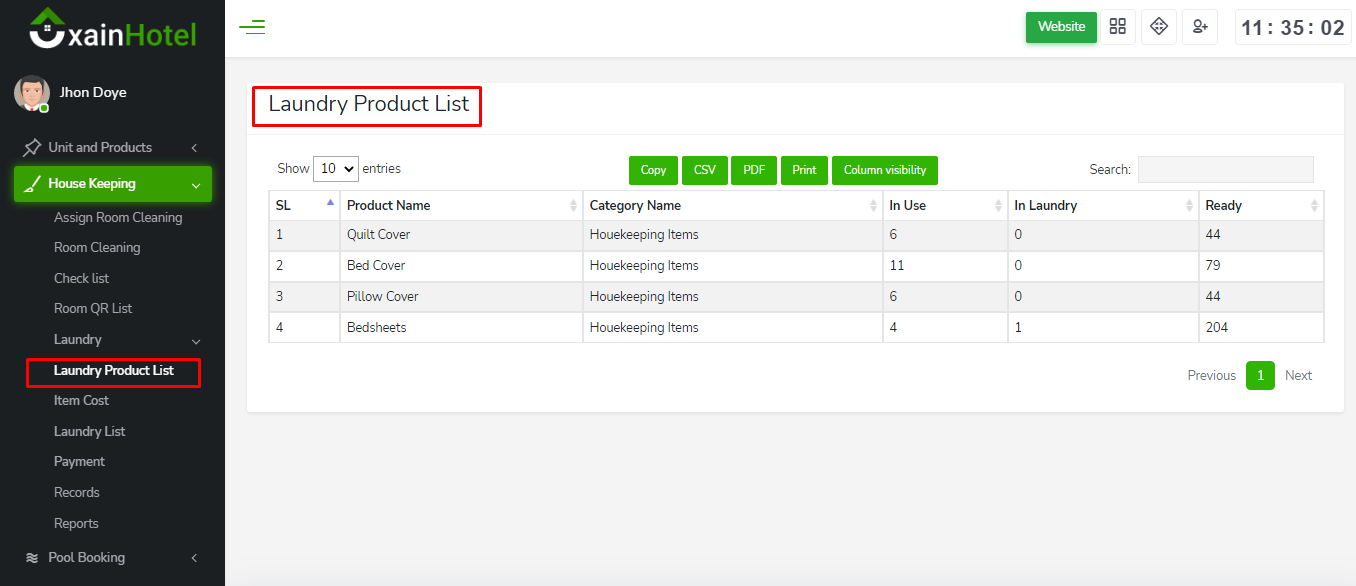 xainHotel
Jhon Doye
Unit and Products
House Keeping
Assign Room Cleaning
Room Cleaning
Check list
Room QR List
Laundry
Laundry Product List
Item Cost
Laundry List
Payment
Records
Reports
Pool Booking
Website
11 : 35 : 02
Laundry Product List
Show 10 entries
Copy CSV PDF Print Column visibility
Search:
SL Product Name Category Name In Use In Laundry Ready
1 Quilt Cover Houekeeping Items 6 0 44
2 Bed Cover Houekeeping Items 11 0 79
3 Pillow Cover Houekeeping Items 6 0 44
4 Bedsheets Houekeeping Items 4 1 204
Previous 1 Next